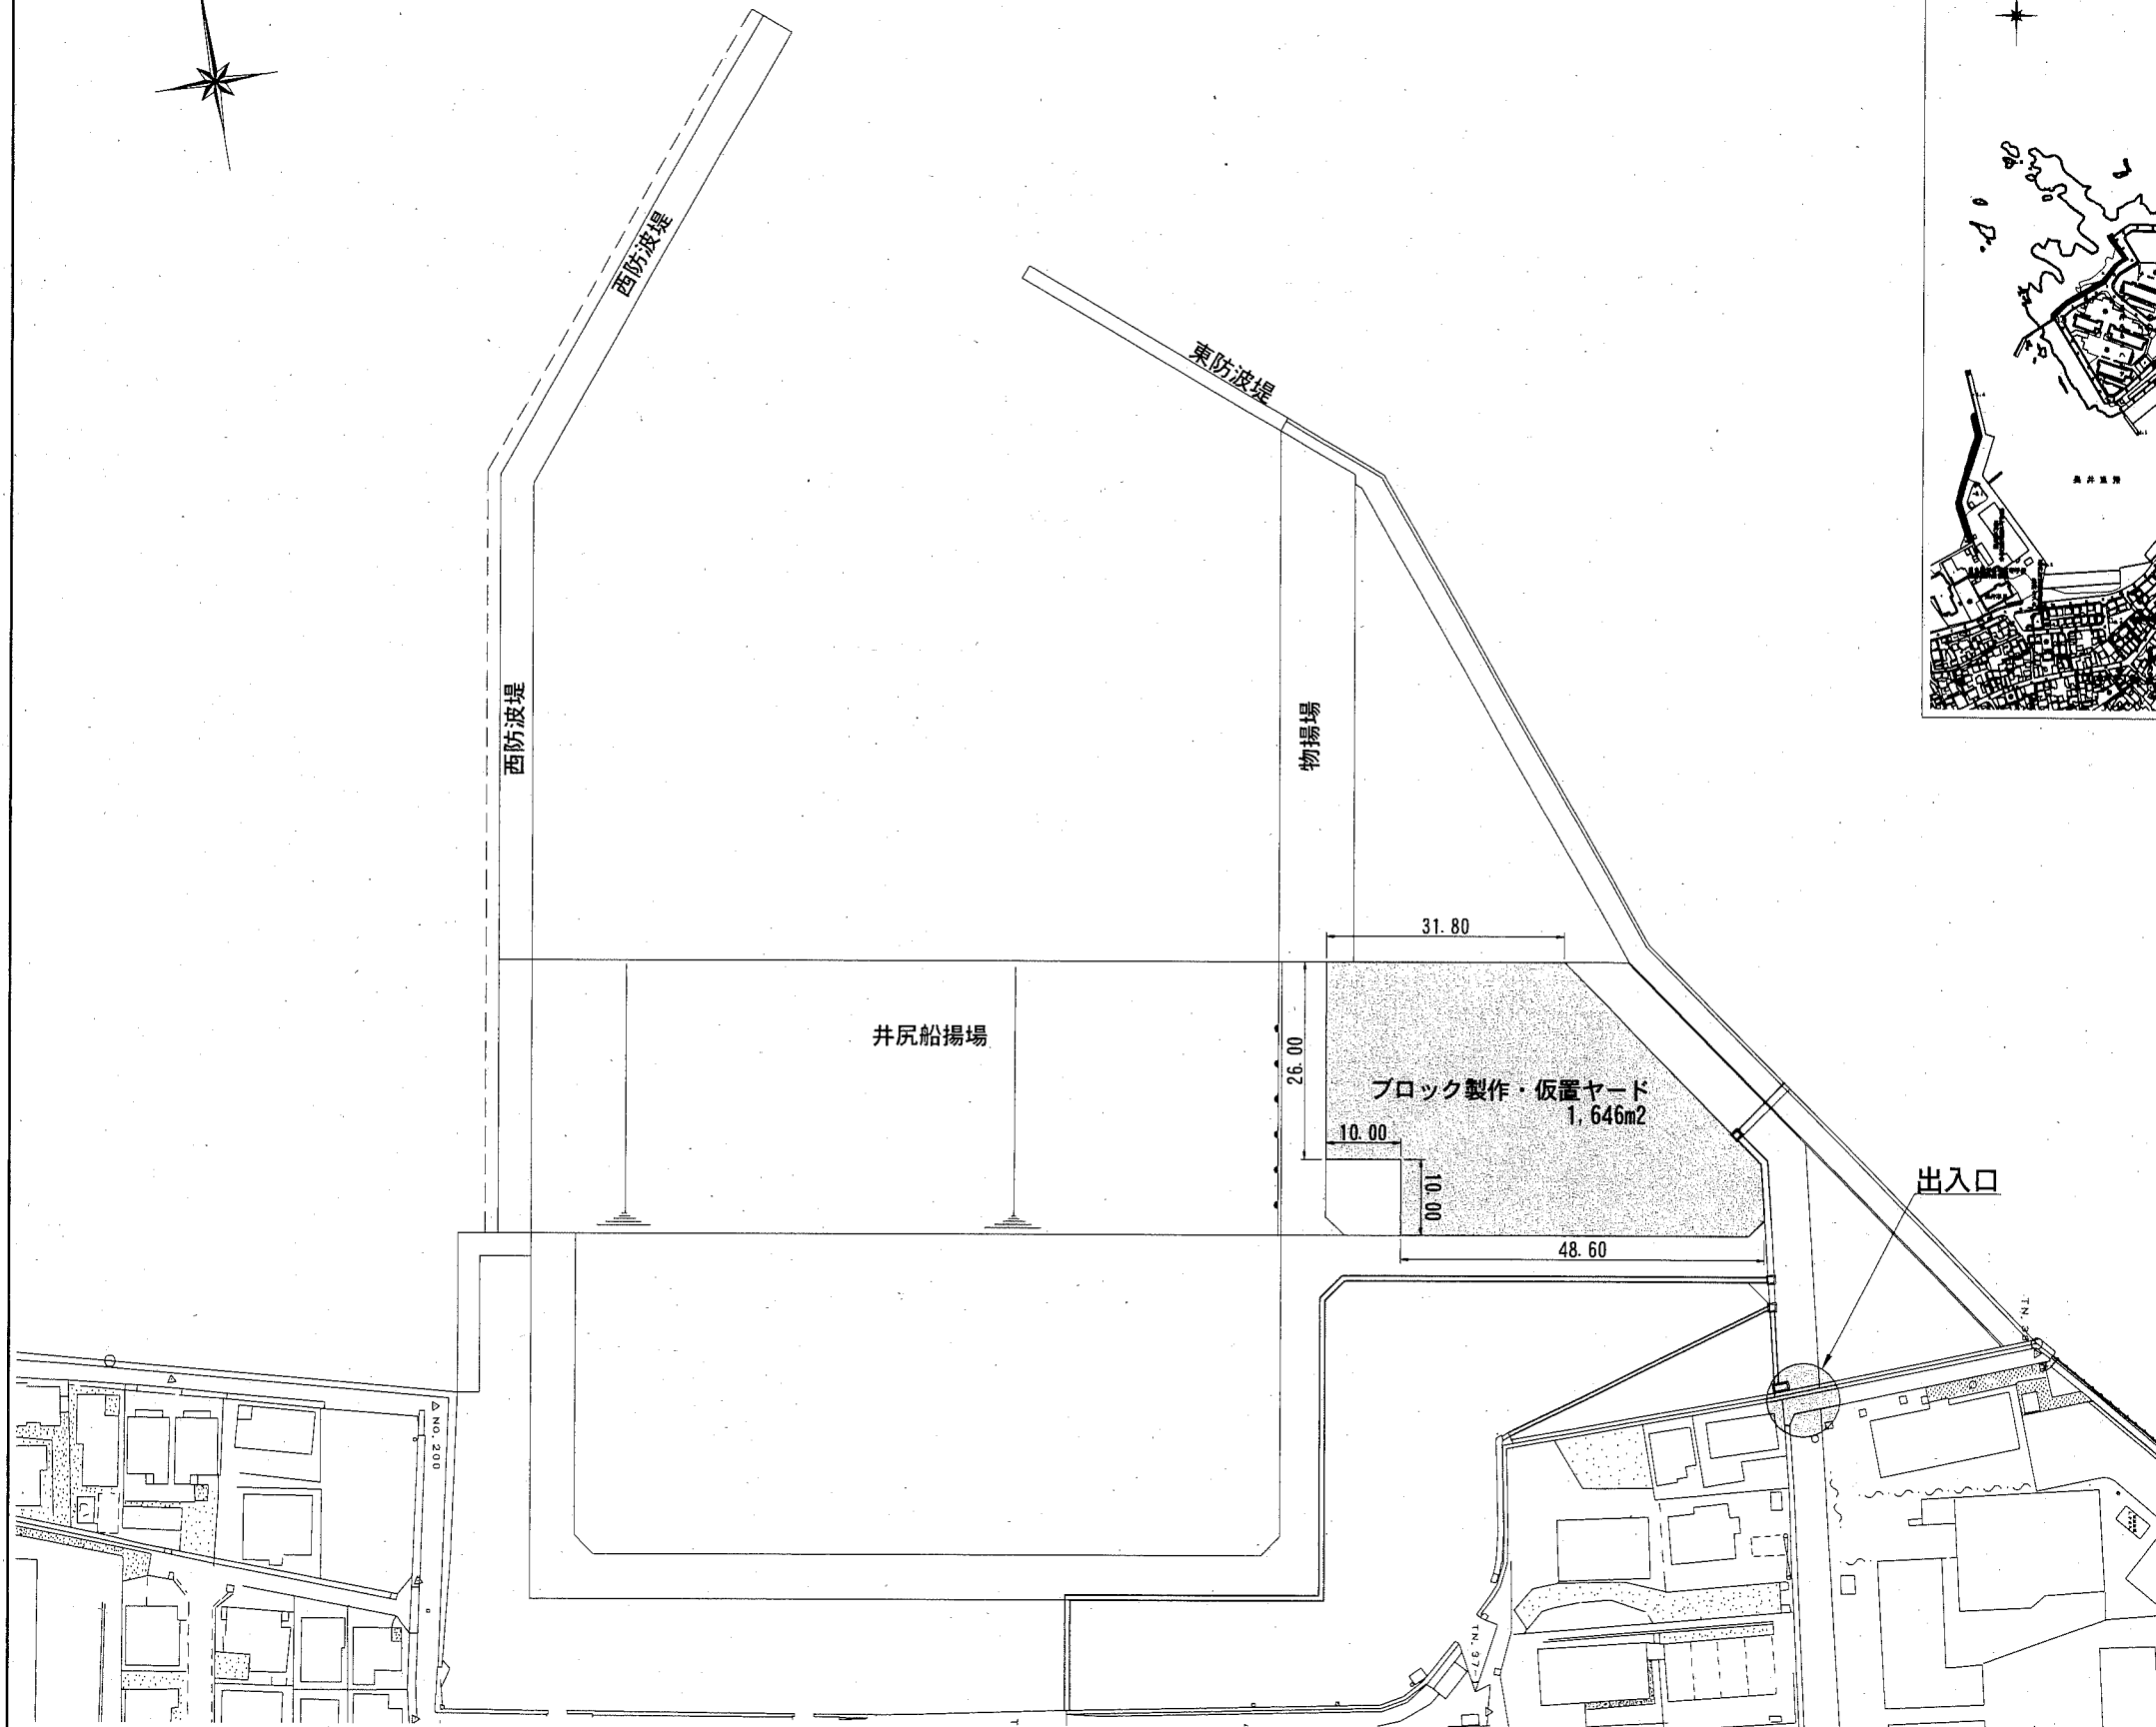 西防波堤
東防波堤
西防波堤
物揚場
31.80
井尻船揚場
26.00
ブロック製作・仮置ヤード
1,646m2
10.00
10.00
出入口
48.60
NO.200